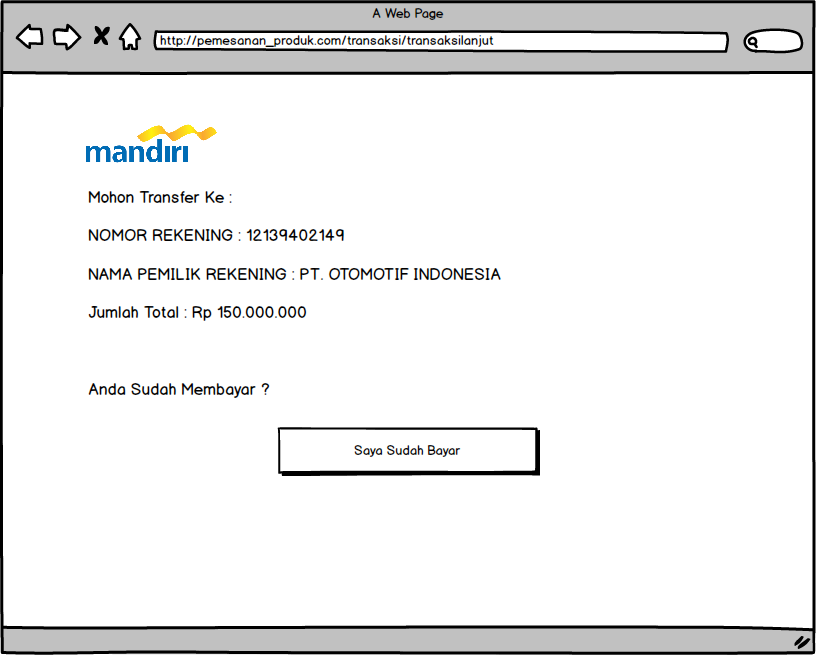 A Web Page
http://pemesanan_produk.com/transaksi/transaksilanjut
mandiri
Mohon Transfer Ke :
NOMOR REKENING : 12139402149
NAMA PEMILIK REKENING : PT. OTOMOTIF INDONESIA
Jumlah Total : Rp 150.000.000
Anda Sudah Membayar ?
Saya Sudah Bayar